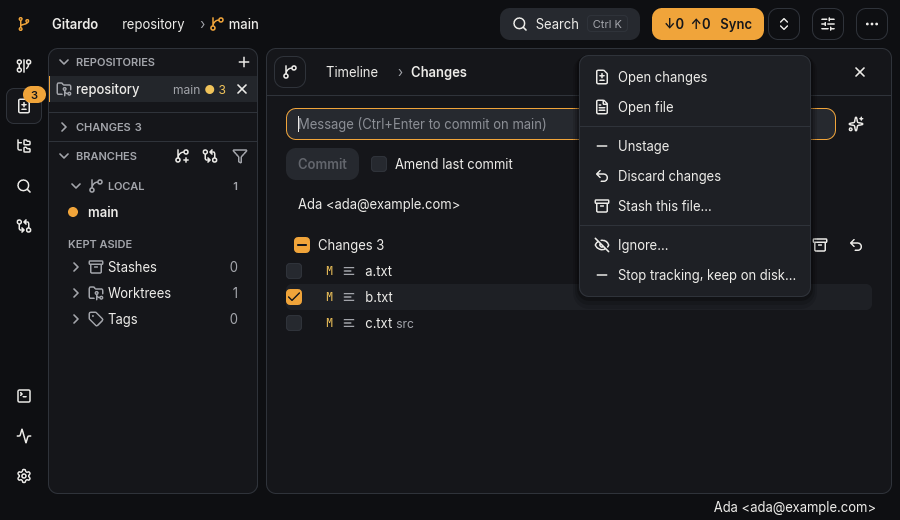 Gitardo repository › main Search Ctrl+K ↓0 ↑0 Sync
REPOSITORIES
repository main 3
3
CHANGES 3
BRANCHES
LOCAL 1
main
KEPT ASIDE
Stashes 0
Worktrees 1
Tags 0
Timeline › Changes
Message (Ctrl+Enter to commit on main)
Commit Amend last commit
Ada <ada@example.com>
Changes 3
M a.txt
M b.txt
M c.txt src
Open changes
Open file
Unstage
Discard changes
Stash this file...
Ignore...
Stop tracking, keep on disk...
Ada <ada@example.com>